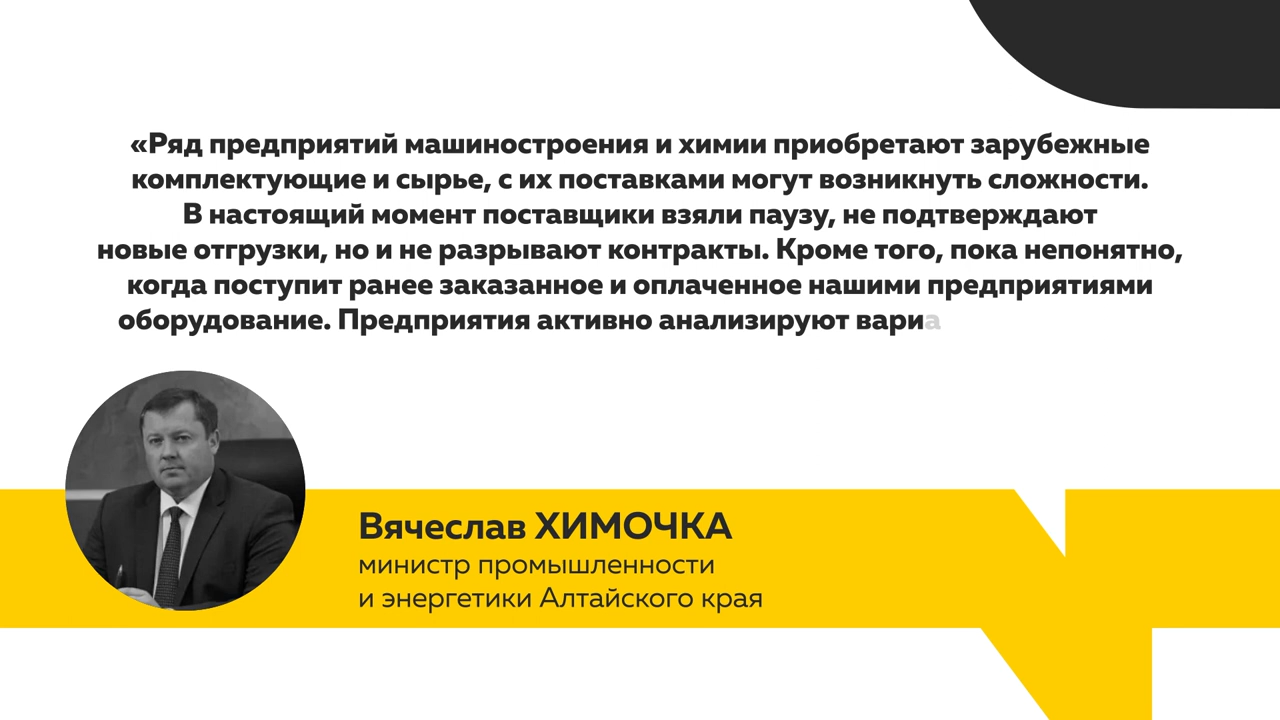 «Ряд предприятий машиностроения и химии приобретают зарубежные
комплектующие и сырье, с их поставками могут возникнуть сложности.
В настоящий момент поставщики взяли паузу, не подтверждают
новые отгрузки, но и не разрывают контракты. Кроме того, пока непонятно,
когда поступит ранее заказанное и оплаченное нашими предприятиями
оборудование. Предприятия активно анализируют вариа
Вячеслав ХИМОЧКА
министр промышленности
и энергетики Алтайского края